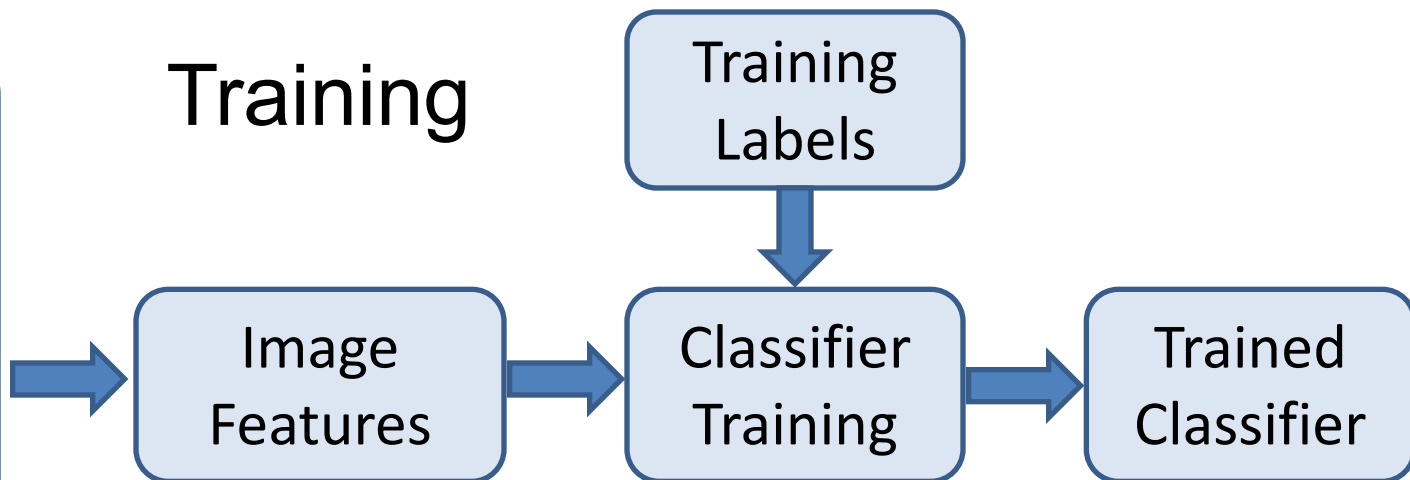 Training
Training
Labels
Image
Features
Classifier
Training
Trained
Classifier